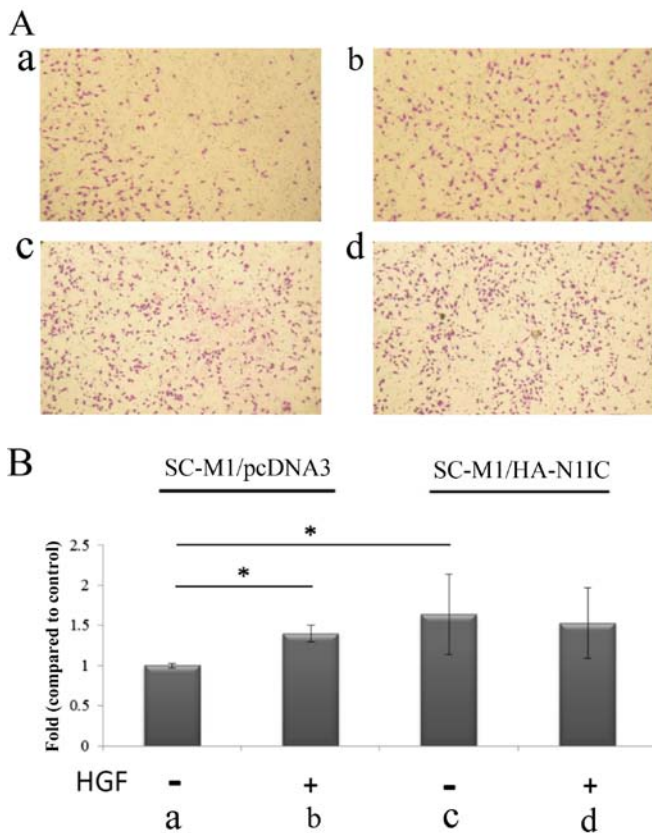 A
a
b
c
d
B
SC-M1/pcDNA3
SC-M1/HA-N1IC
*
*
Fold (compared to control)
2.5
2
1.5
1
0.5
0
HGF - + - +
a b c d